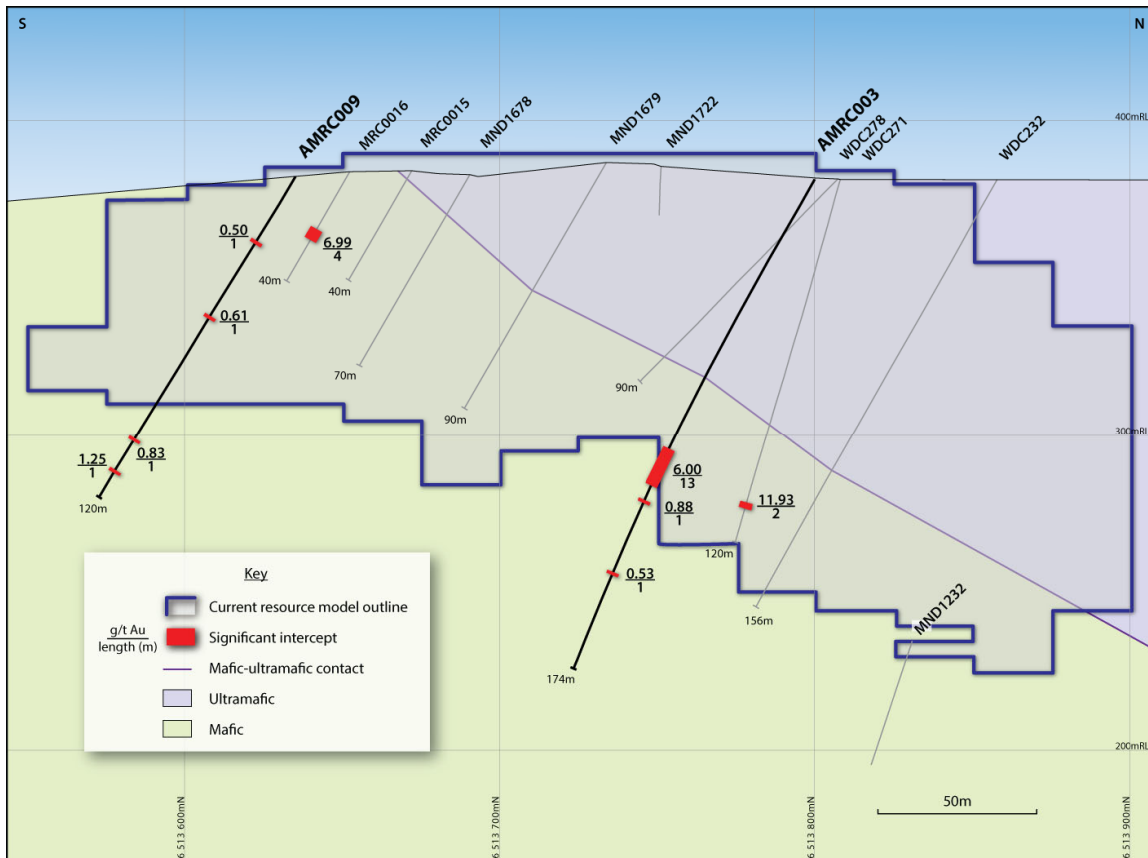 S
N
AMRC009
MRC0016
MRC0015
MND1678
MND1679
MND1722
AMRC003
WDC278
WDC271
WDC232
400mRL
0.50
1
6.99
4
40m
40m
0.61
1
70m
90m
90m
300mRL
0.83
1
1.25
1
120m
6.00
13
0.88
1
11.93
2
120m
0.53
1
156m
MND1232
174m
Key
Current resource model outline
g/t Au
length (m)
Significant intercept
Mafic-ultramafic contact
Ultramafic
Mafic
200mRL
50m
6 513 600mN
6 513 700mN
6 513 800mN
6 513 900mN